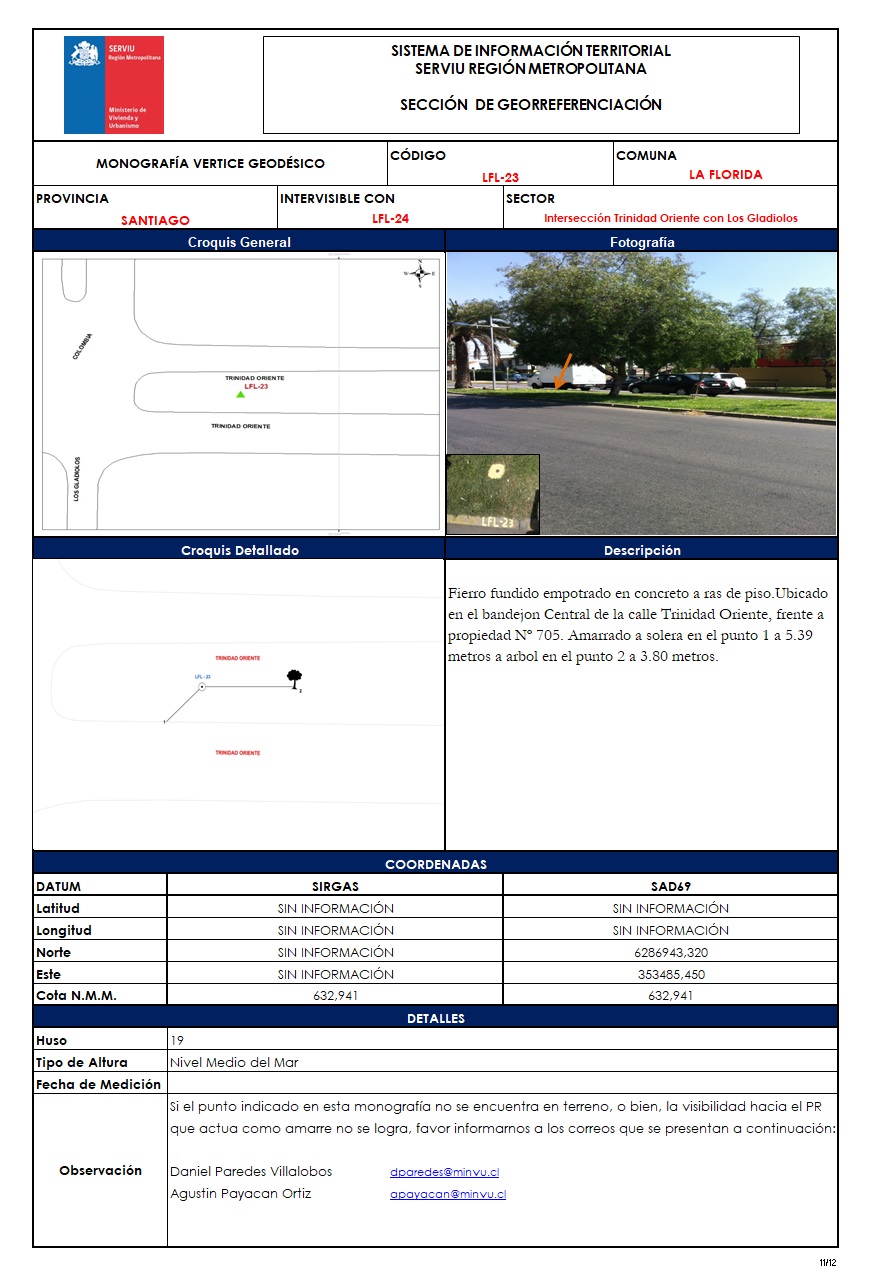 SERVIU
Región Metropolitana
Ministerio de
Vivienda y
Urbanismo
SISTEMA DE INFORMACIÓN TERRITORIAL
SERVIU REGIÓN METROPOLITANA
SECCIÓN DE GEORREFERENCIACIÓN
MONOGRAFÍA VERTICE GEODÉSICO
CÓDIGO
LFL-23
COMUNA
LA FLORIDA
PROVINCIA
SANTIAGO
INTERVISIBLE CON
LFL-24
SECTOR
Intersección Trinidad Oriente con Los Gladiolos
Croquis General
Fotografía
N
W E
S
COLOMBIA
TRINIDAD ORIENTE
LFL-23
TRINIDAD ORIENTE
LOS GLADIOLOS
LFL-23
Croquis Detallado
Descripción
TRINIDAD ORIENTE
LFL-23
2
1
TRINIDAD ORIENTE
Fierro fundido empotrado en concreto a ras de piso.Ubicado
en el bandejon Central de la calle Trinidad Oriente, frente a
propiedad Nº 705. Amarrado a solera en el punto 1 a 5.39
metros a arbol en el punto 2 a 3.80 metros.
COORDENADAS
DATUM SIRGAS SAD69
Latitud SIN INFORMACIÓN SIN INFORMACIÓN
Longitud SIN INFORMACIÓN SIN INFORMACIÓN
Norte SIN INFORMACIÓN 6286943,320
Este SIN INFORMACIÓN 353485,450
Cota N.M.M. 632,941 632,941
DETALLES
Huso 19
Tipo de Altura Nivel Medio del Mar
Fecha de Medición
Observación
Si el punto indicado en esta monografía no se encuentra en terreno, o bien, la visibilidad hacia el PR
que actua como amarre no se logra, favor informarnos a los correos que se presentan a continuación:
Daniel Paredes Villalobos dparedes@minvu.cl
Agustin Payacan Ortiz apayacan@minvu.cl
11/12